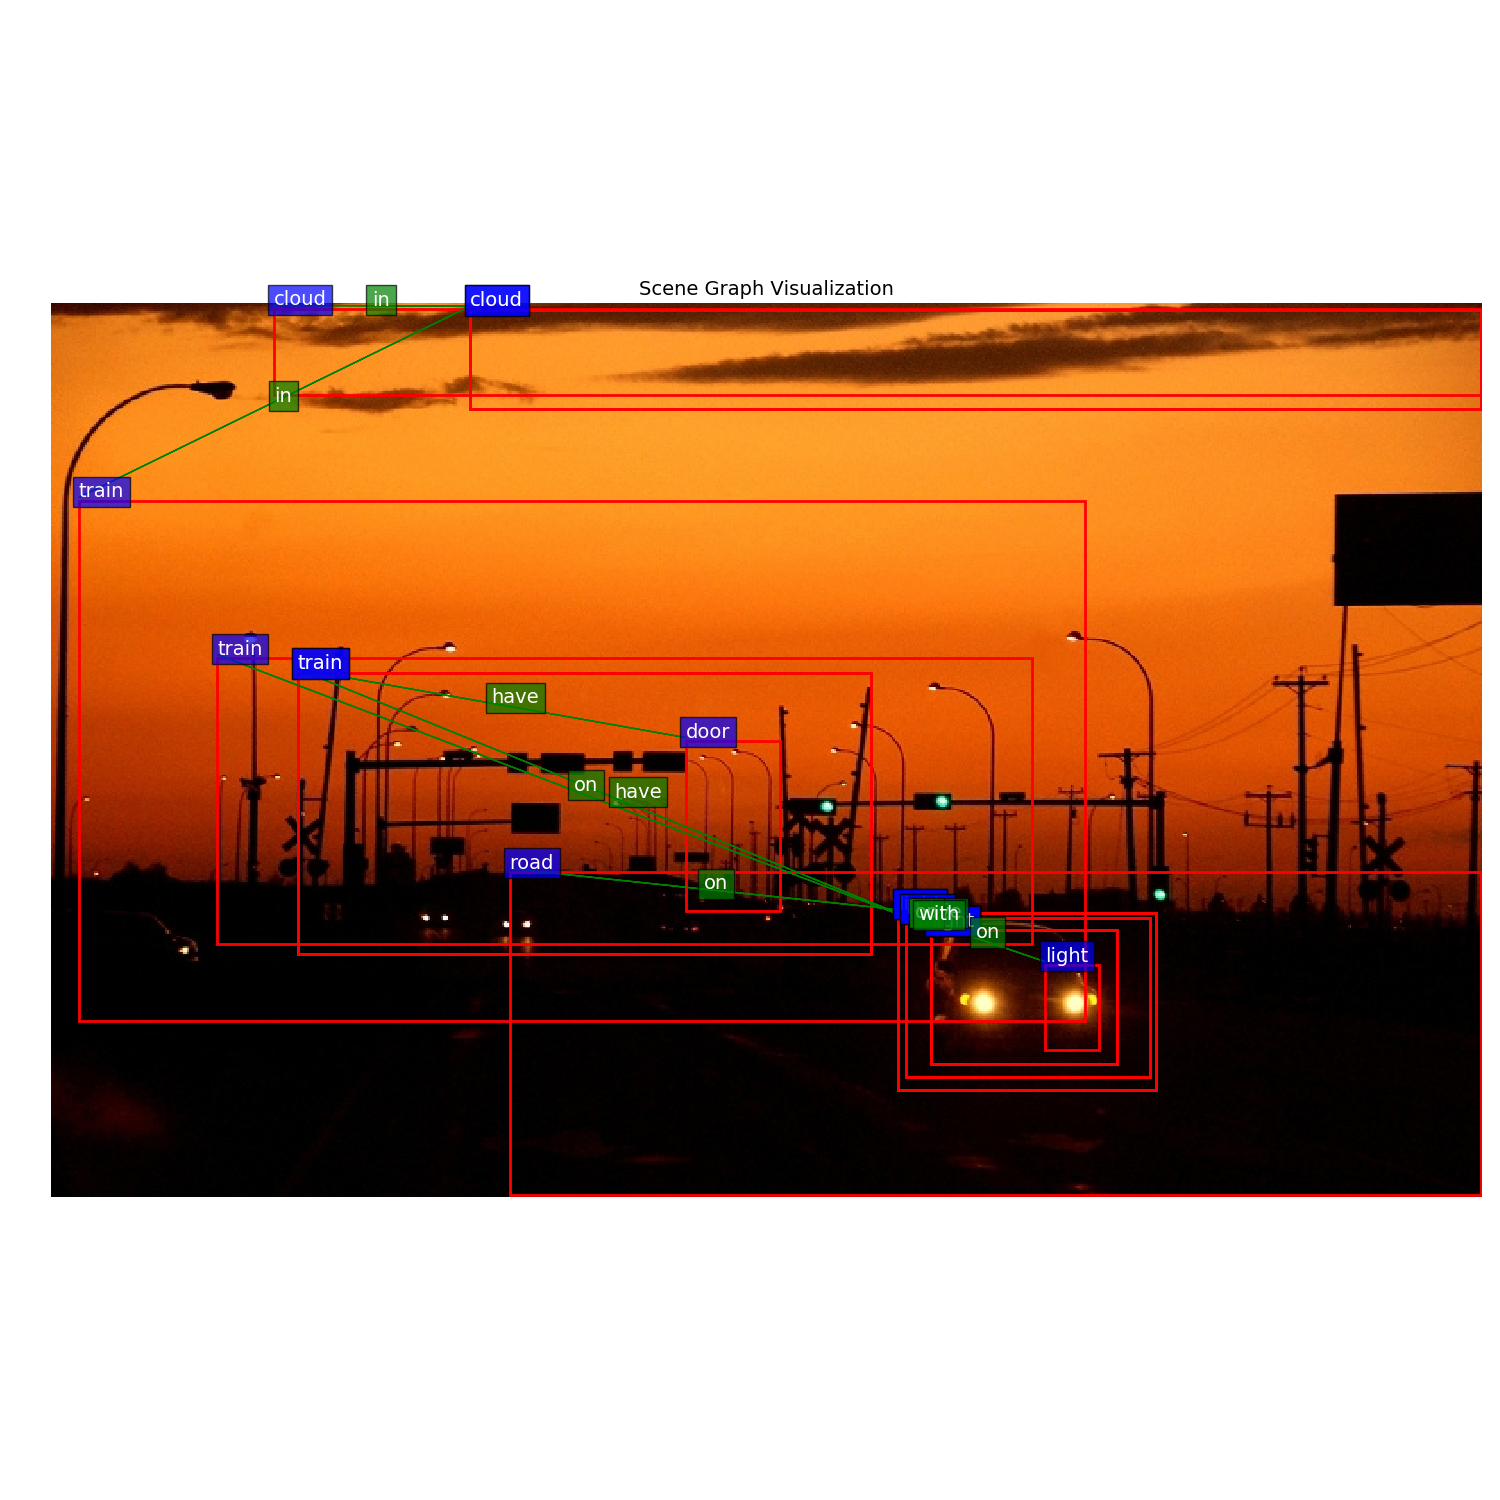 Scene Graph Visualization
cloud in cloud
in
train
train train
have
door
on have
road
on
with
on
light